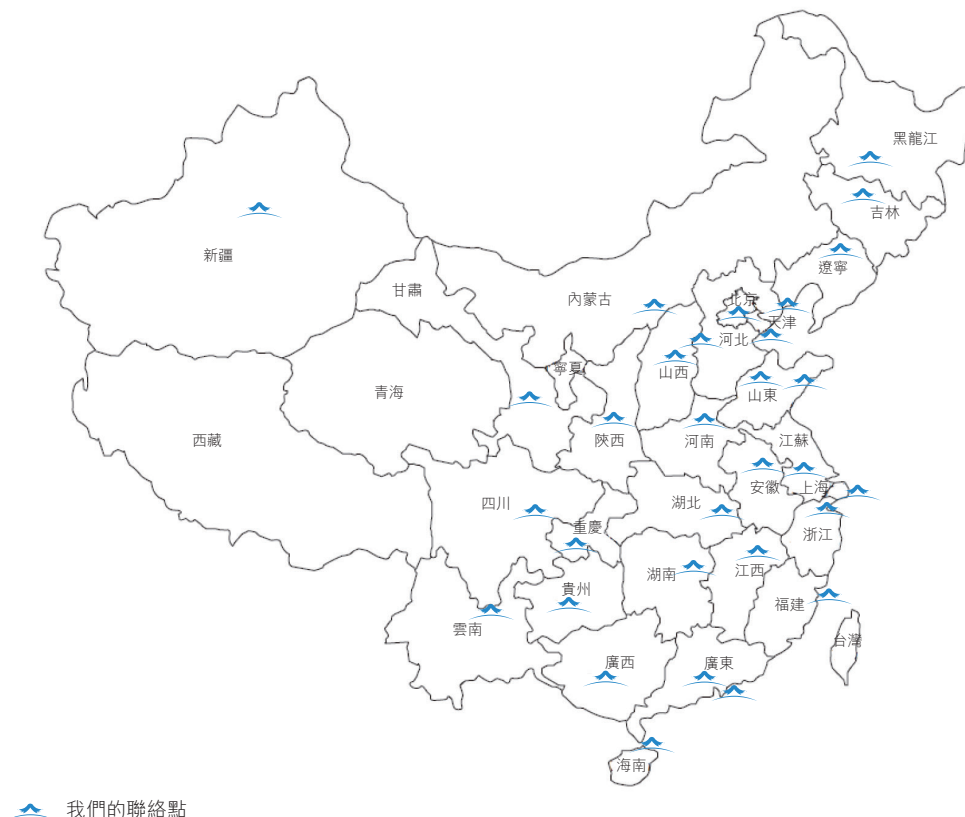 黑龍江
吉林
新疆
遼寧
甘肅
內蒙古
北京
天津
河北
寧夏
山西
青海
山東
西藏
陝西
河南
江蘇
四川
安徽
上海
湖北
重慶
浙江
湖南
江西
貴州
福建
雲南
台灣
廣西
廣東
海南
我們的聯絡點